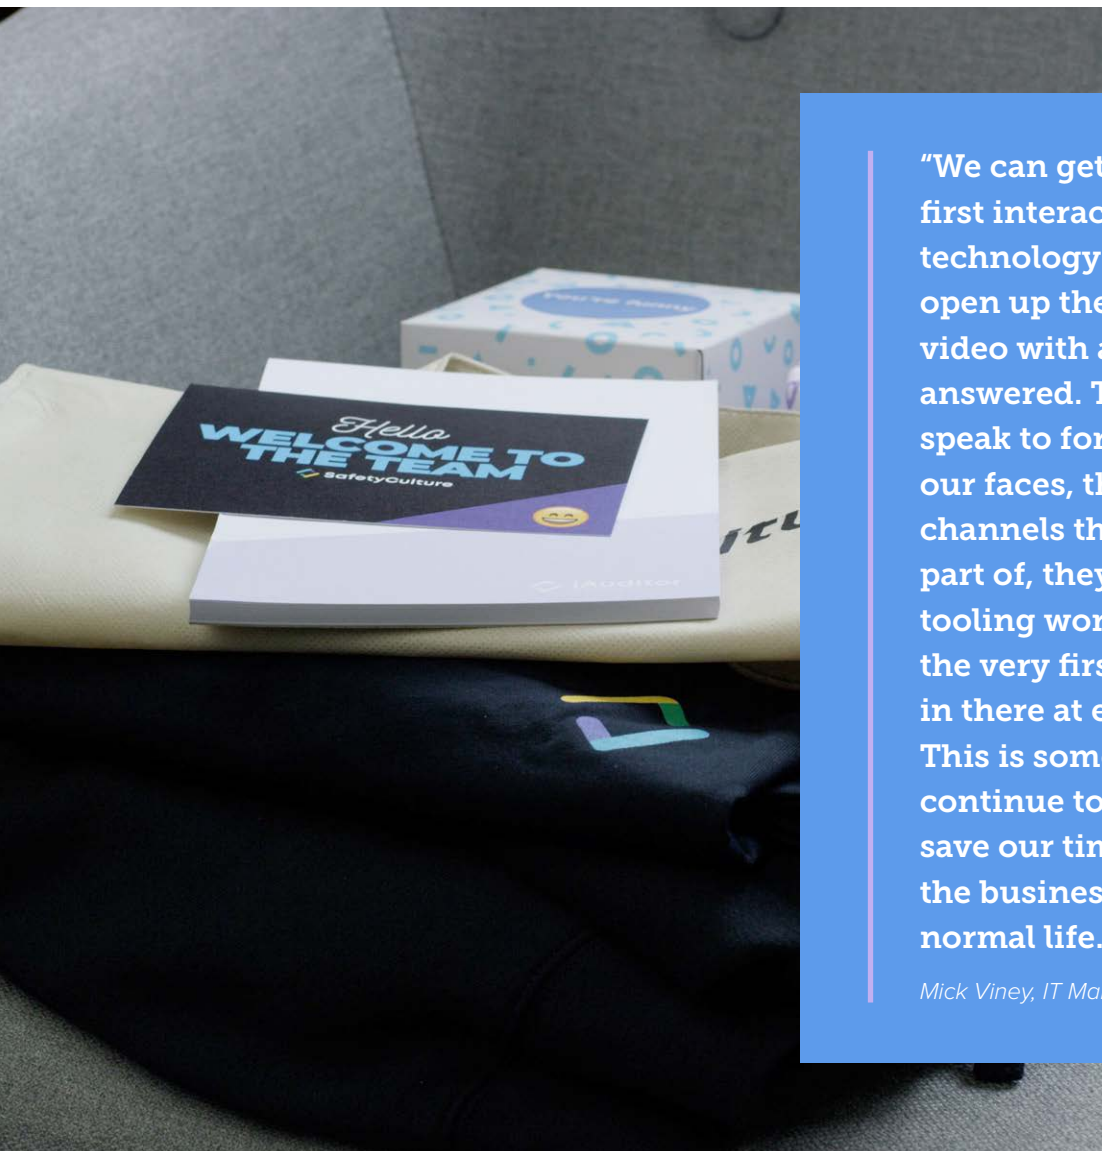 Hello
WELCOME TO
THE TEAM
SafetyCulture
iAuditor
“We can get
first interac
technology
open up the
video with a
answered. T
speak to for
our faces, th
channels th
part of, they
tooling wor
the very firs
in there at e
This is som
continue to
save our tim
the busines
normal life.
Mick Viney, IT Ma